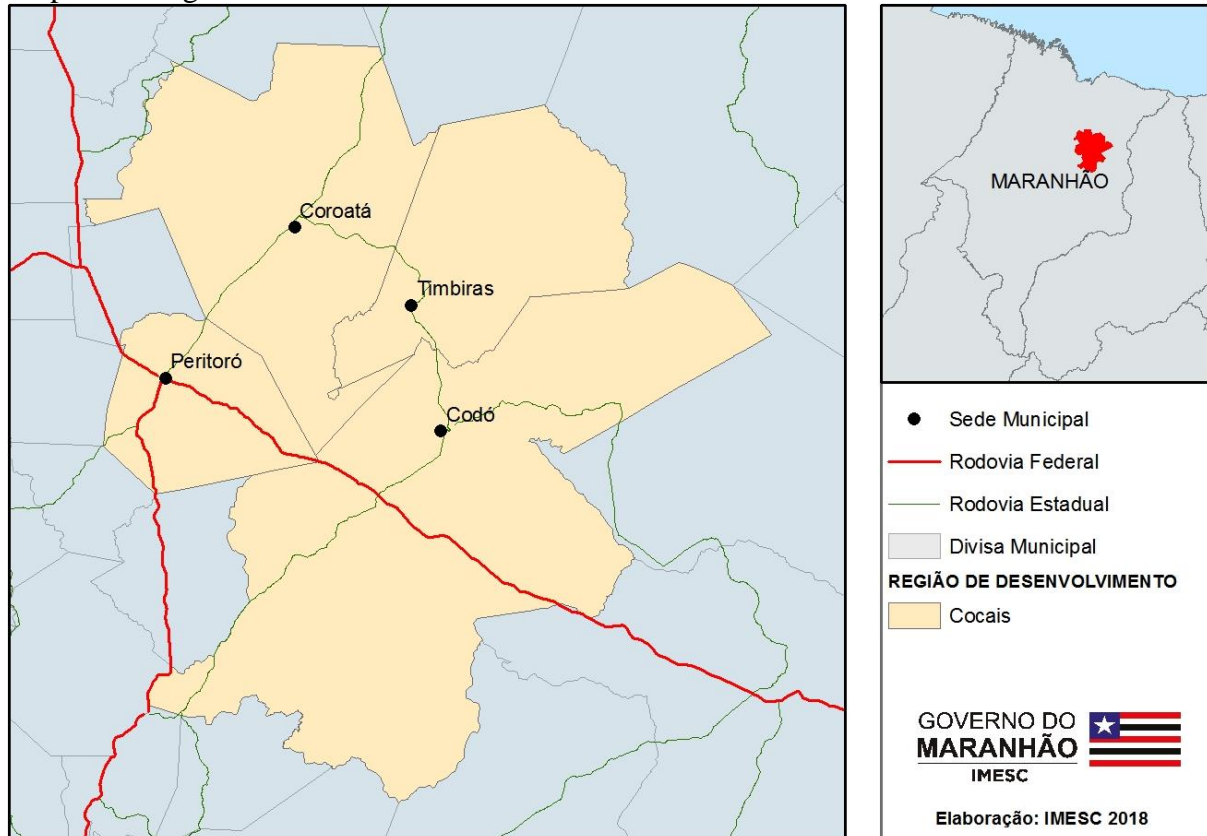 Coroatá
Timbiras
Peritoró
Codó
MARANHÃO
Sede Municipal
Rodovia Federal
Rodovia Estadual
Divisa Municipal
REGIÃO DE DESENVOLVIMENTO
Cocais
GOVERNO DO
MARANHÃO
IMESC
Elaboração: IMESC 2018